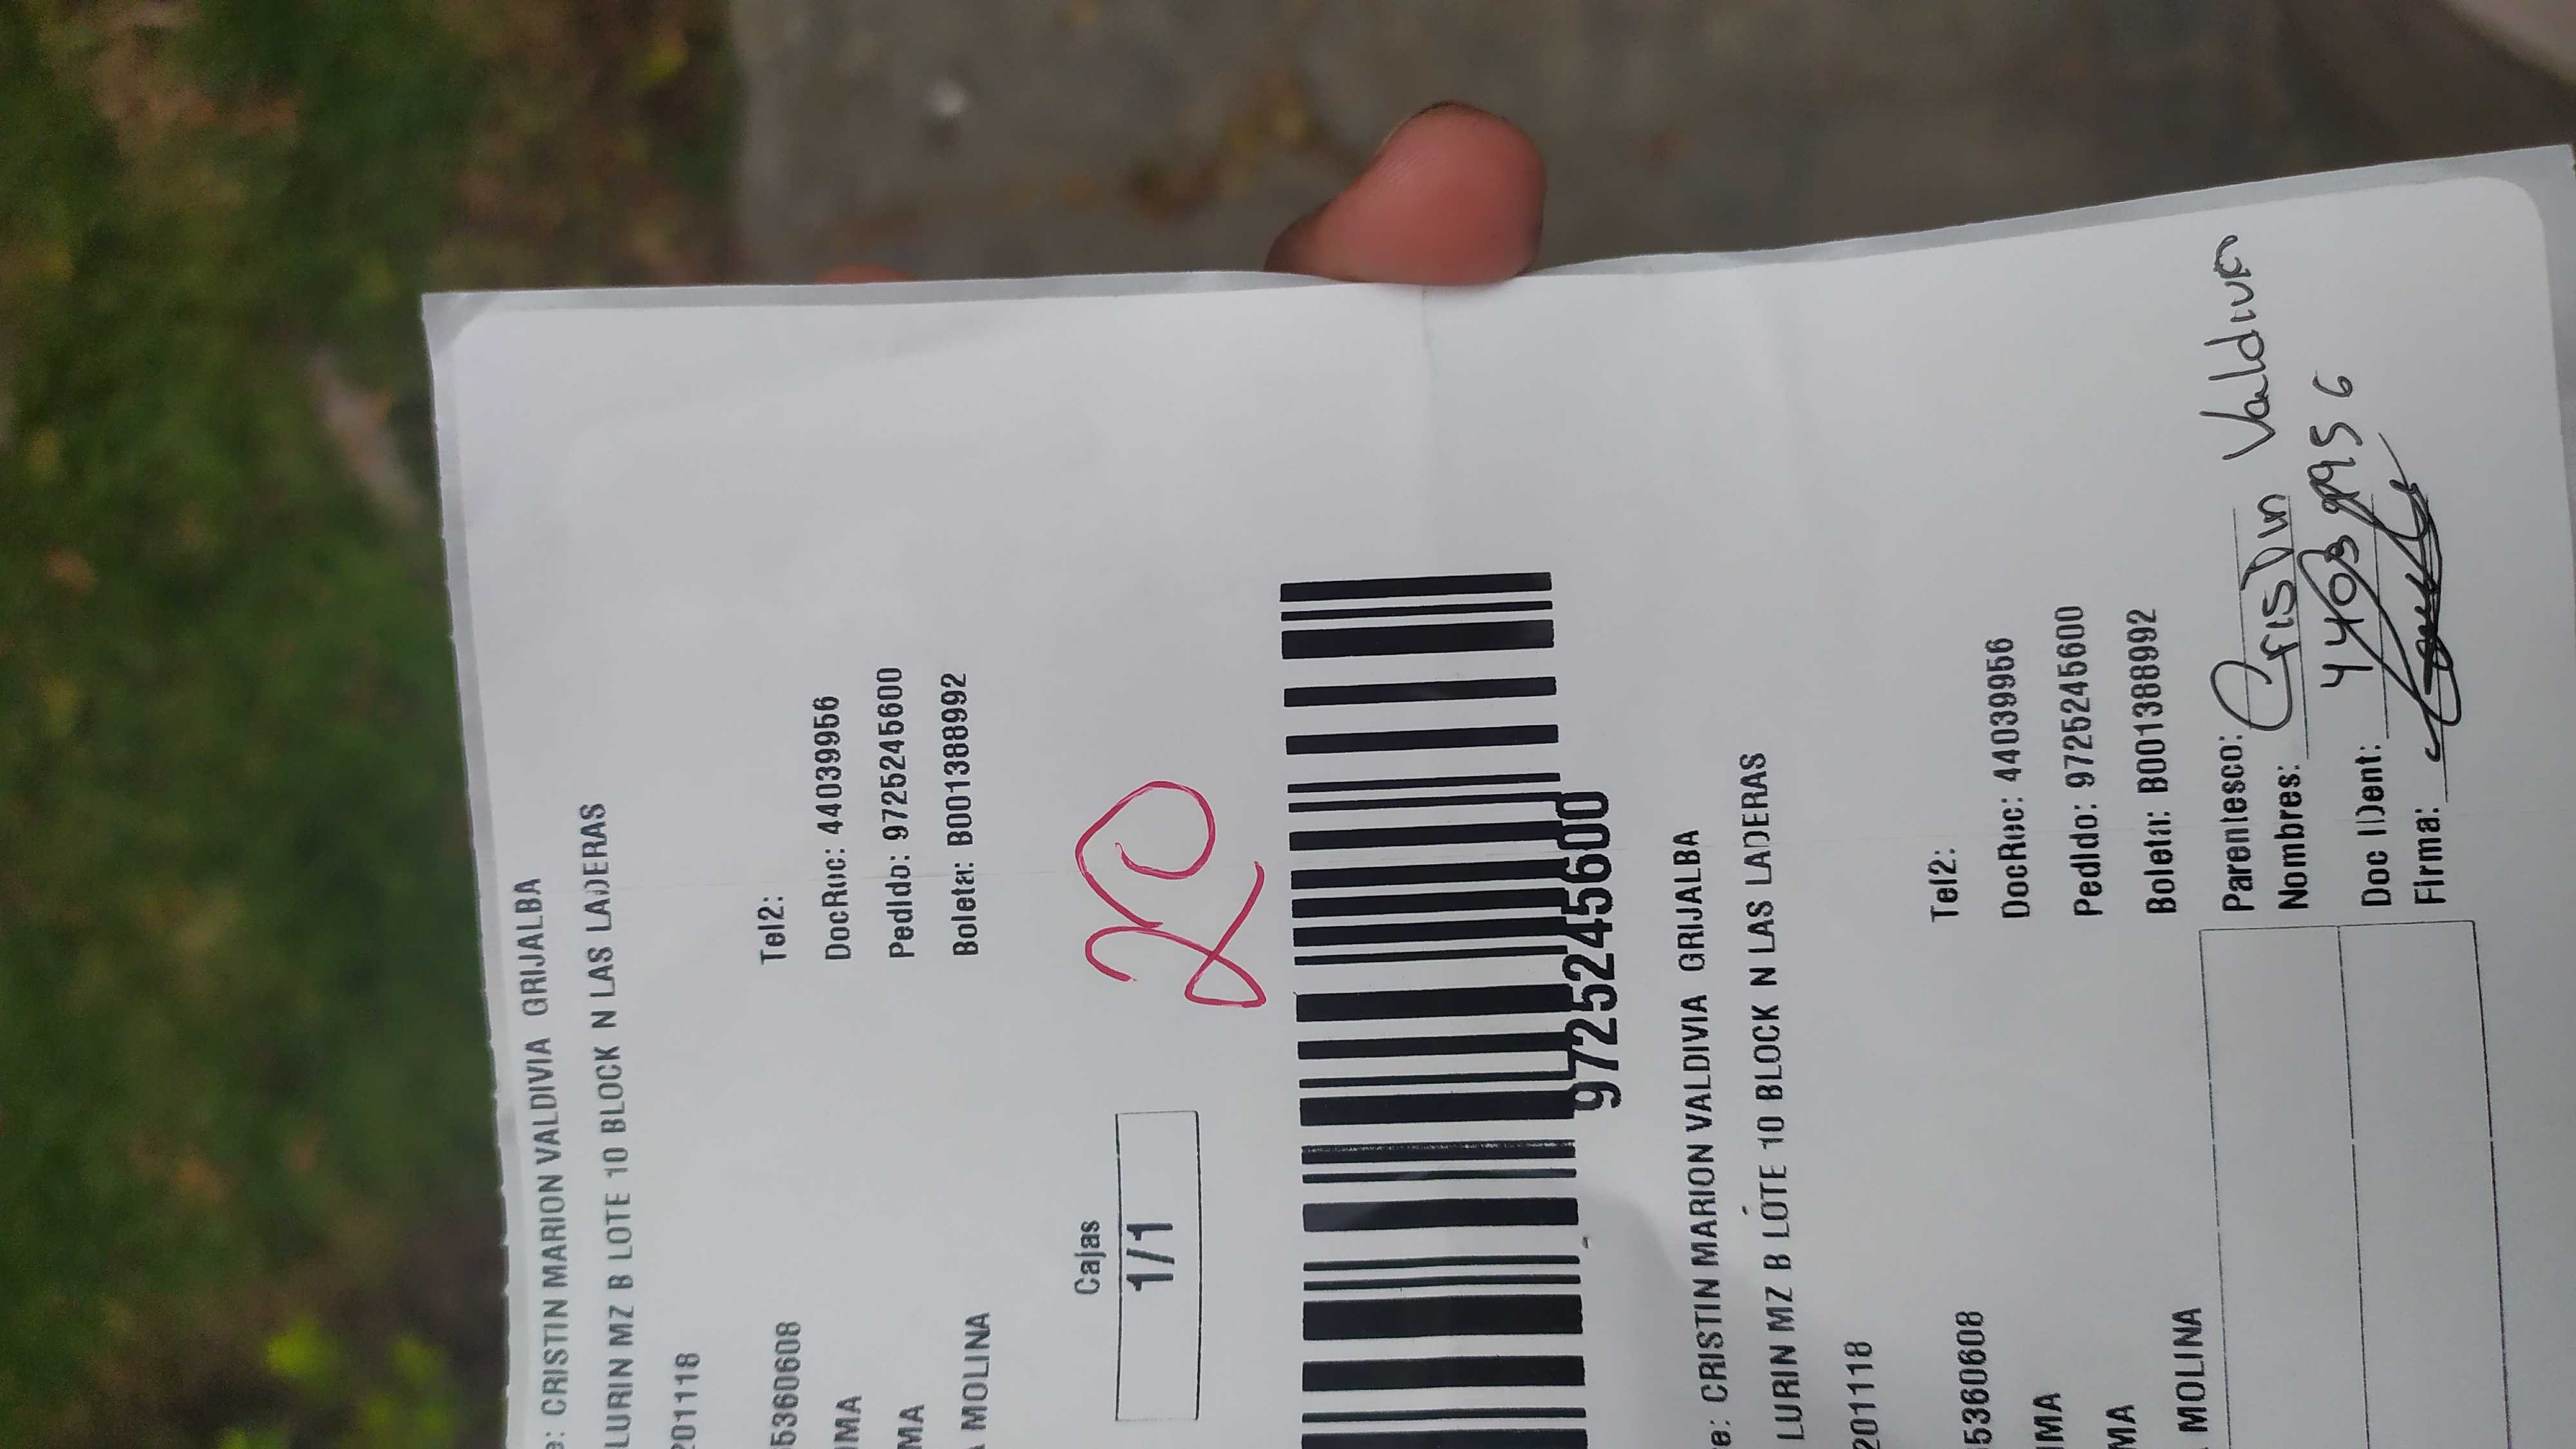 e: CRISTIN MARION VALDIVIA GRIJALBA
LURIN MZ B LOTE 10 BLOCK N LAS LADERAS
201118
5360608 Tel2:
IMA DocRuc: 44039956
MA Pedido: 9725245600
A MOLINA Boleta: B001388992
Cajas
1/1
20
9725245600
e: CRISTIN MARION VALDIVIA GRIJALBA
LURIN MZ B LOTE 10 BLOCK N LAS LADERAS
201118
5360608 Tel2:
IMA DocRuc: 44039956
MA Pedido: 9725245600
MOLINA Boleta: B001388992
Parentesco:
Nombres: Cristin Valdivia
Doc IDent: 44039956
Firma: